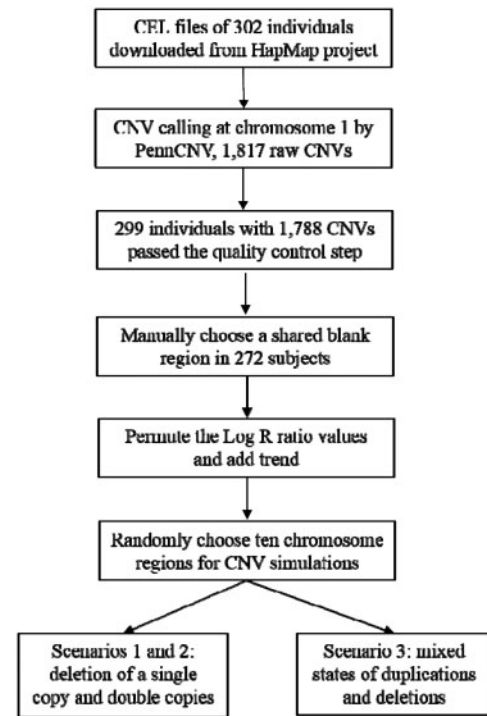 CEL files of 302 individuals
downloaded from HapMap project
CNV calling at chromosome 1 by
PennCNV, 1,817 raw CNVs
299 individuals with 1,788 CNVs
passed the quality control step
Manually choose a shared blank
region in 272 subjects
Permute the Log R ratio values
and add trend
Randomly choose ten chromosome
regions for CNV simulations
Scenarios 1 and 2:
deletion of a single
copy and double copies
Scenario 3: mixed
states of duplications
and deletions